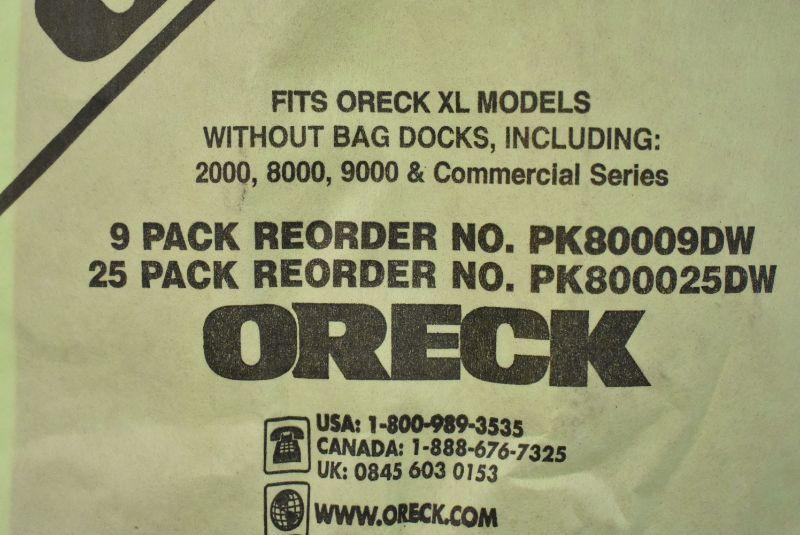 FITS ORECK XL MODELS
WITHOUT BAG DOCKS, INCLUDING:
2000, 8000, 9000 & Commercial Series
9 PACK REORDER NO. PK80009DW
25 PACK REORDER NO. PK800025DW
ORECK
USA: 1-800-989-3535
CANADA: 1-888-676-7325
UK: 0845 603 0153
WWW.ORECK.COM